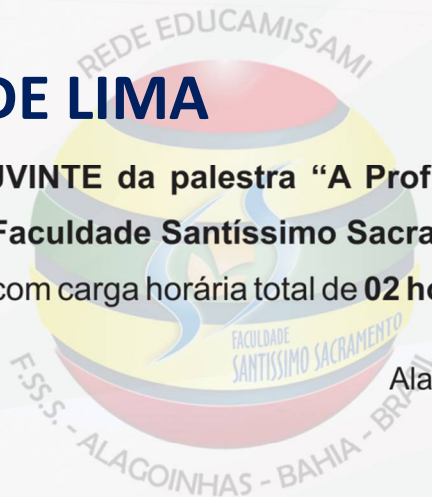 REDE EDUCAMISSAMI
DE LIMA
UVINTE da palestra “A Prof
Faculdade Santíssimo Sacra
com carga horária total de 02 ho
FACULDADE
SANTISSIMO SACRAMENTO
Ala
F.SS.S. - ALAGOINHAS - BAHIA - BRASIL